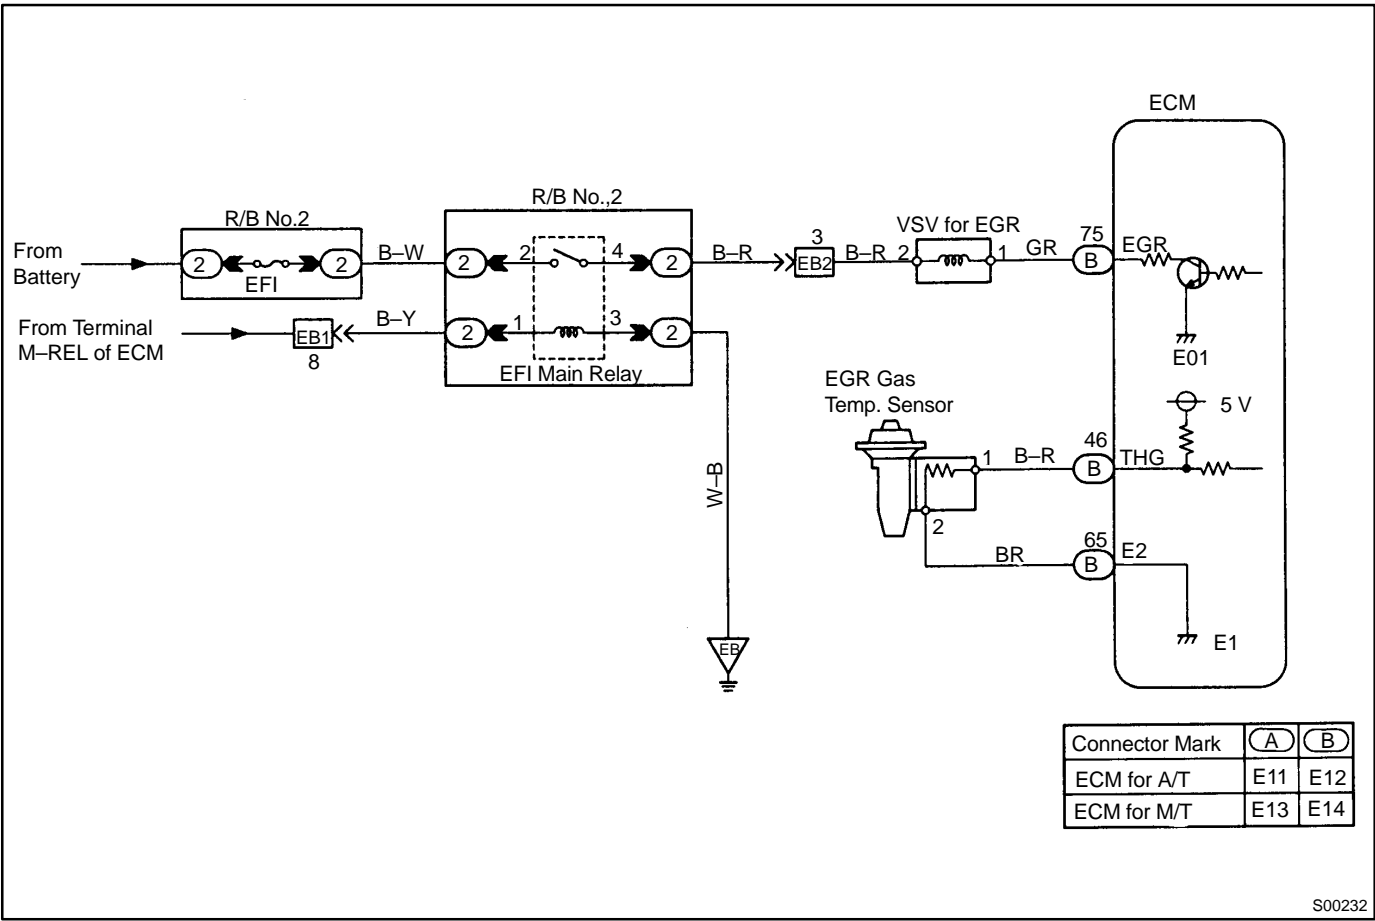 ECM
R/B No.,2
R/B No.2
VSV for EGR
From
Battery
2
EFI
2
B–W
2
2
4
2
B–R
3
EB2
B–R
2
1
GR
75
B
EGR
E01
From Terminal
M–REL of ECM
EB1
8
B–Y
2
1
3
2
EFI Main Relay
W–B
EB
EGR Gas
Temp. Sensor
1
B–R
46
B
THG
5 V
2
BR
65
B
E2
E1
Connector Mark A B
ECM for A/T E11 E12
ECM for M/T E13 E14
S00232